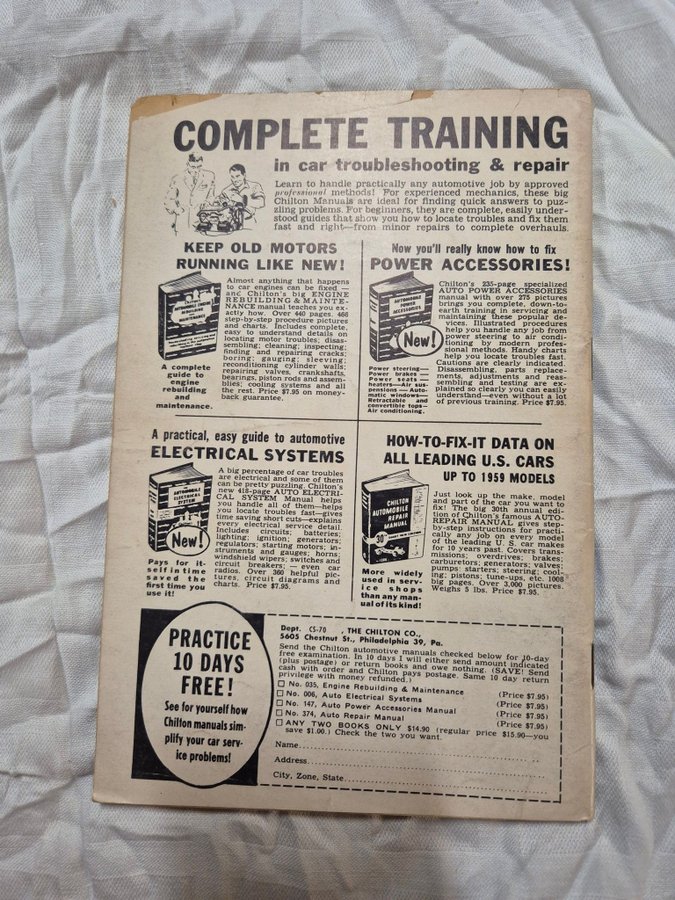 COMPLETE TRAINING
in car troubleshooting & repair
Learn to handle practically any automotive job by approved
professional methods! For experienced mechanics, these big
Chilton Manuals are ideal for finding quick answers to puz-
zling problems. For beginners, they are complete, easily under-
stood guides that show you how to locate troubles and fix them
fast and right—from minor repairs to complete overhauls.
KEEP OLD MOTORS
RUNNING LIKE NEW!
Almost anything that happens
to car engines can be fixed —
and Chilton's big ENGINE
REBUILDING & MAINTE-
NANCE manual teaches you ex-
actly how. Over 440 pages. 466
step-by-step procedure pictures
and charts. Includes complete,
easy to understand details on
locating motor troubles; disas-
sembling; cleaning; inspecting;
finding and repairing cracks;
boring; gauging; sleeving;
reconditioning cylinder walls;
repairing valves, crankshafts,
bearings, piston rods and assem-
blies; cooling systems and all
the rest. Price $7.95 on money-
back guarantee.
AUTOMOBILE ENGINE
REBUILDING
MAINTENANCE
A complete
guide to
engine
rebuilding
and
maintenance.
Now you'll really know how to fix
POWER ACCESSORIES!
Chilton's 235-page specialized
AUTO POWER ACCESSORIES
manual with over 275 pictures
brings you complete, down-to-
earth training in servicing and
maintaining these popular de-
vices. Illustrated procedures
help you handle any job from
power steering to air condi-
tioning by modern profes-
sional methods. Handy charts
help you locate troubles fast.
Cautions are clearly indicated.
Disassembling, parts replace-
ments, adjustments and reas-
sembling and testing are ex-
plained so clearly you can easily
understand—even without a lot
of previous training. Price $7.95.
AUTOMOBILE
POWER
ACCESSORIES
New!
Power steering—
Power brakes —
Power seats —
heaters—Air sus-
pensions — Auto-
matic windows—
Retractable and
convertible tops—
Air conditioning.
A practical, easy guide to automotive
ELECTRICAL SYSTEMS
A big percentage of car troubles
are electrical and some of them
can be pretty puzzling. Chilton's
new 418-page AUTO ELECTRI-
CAL SYSTEM Manual helps
you handle all of them—helps
you locate troubles fast—gives
time saving short cuts—explains
every electrical service detail.
Includes circuits; batteries;
lighting; ignition; generators;
regulators; starting motors; in-
struments and gauges; horns;
windshield wipers; switches and
circuit breakers; — even car
radios. Over 360 helpful pic-
tures, circuit diagrams and
charts. Price $7.95.
AUTOMOBILE
ELECTRICAL
SYSTEM
New!
Pays for it-
self in time
saved the
first time you
use it!
HOW-TO-FIX-IT DATA ON
ALL LEADING U.S. CARS
UP TO 1959 MODELS
Just look up the make, model
and part of the car you want to
fix! The big 30th annual edi-
tion of Chilton's famous AUTO-
REPAIR MANUAL gives step-
by-step instructions for practi-
cally any job on every model
of the leading U.S. car makes
for 10 years past. Covers trans-
missions; overdrives; brakes;
carburetors; generators; valves;
pumps; starters; steering; cool-
ing; pistons; tune-ups, etc. 1008
big pages. Over 3,000 pictures.
Weighs 5 lbs. Price $7.95.
CHILTON
AUTOMOBILE
REPAIR
MANUAL
30
More widely
used in serv-
ice shops
than any man-
ual of its kind!
PRACTICE
10 DAYS
FREE!
See for yourself how
Chilton manuals sim-
plify your car serv-
ice problems!
Dept. CS-70 , THE CHILTON CO.,
5605 Chestnut St., Philadelphia 39, Pa.
Send the Chilton automotive manuals checked below for 10-day
free examination. In 10 days I will either send amount indicated
(plus postage) or return books and owe nothing. (SAVE! Send
cash with order and Chilton pays postage. Same 10 day return
privilege with money refunded.)
No. 035, Engine Rebuilding & Maintenance (Price $7.95)
No. 006, Auto Electrical Systems (Price $7.95)
No. 147, Auto Power Accessories Manual (Price $7.95)
No. 374, Auto Repair Manual (Price $7.95)
ANY TWO BOOKS ONLY $14.90 (regular price $15.90—you
save $1.00.) Check the two you want.
Name
Address
City, Zone, State